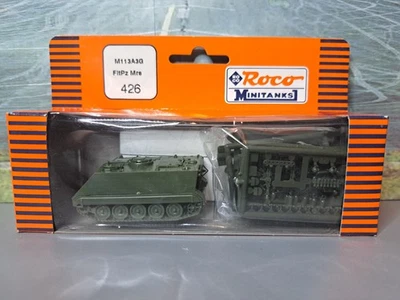 M113A3G
FltPz Mrs
426
Roco
MINITANKS